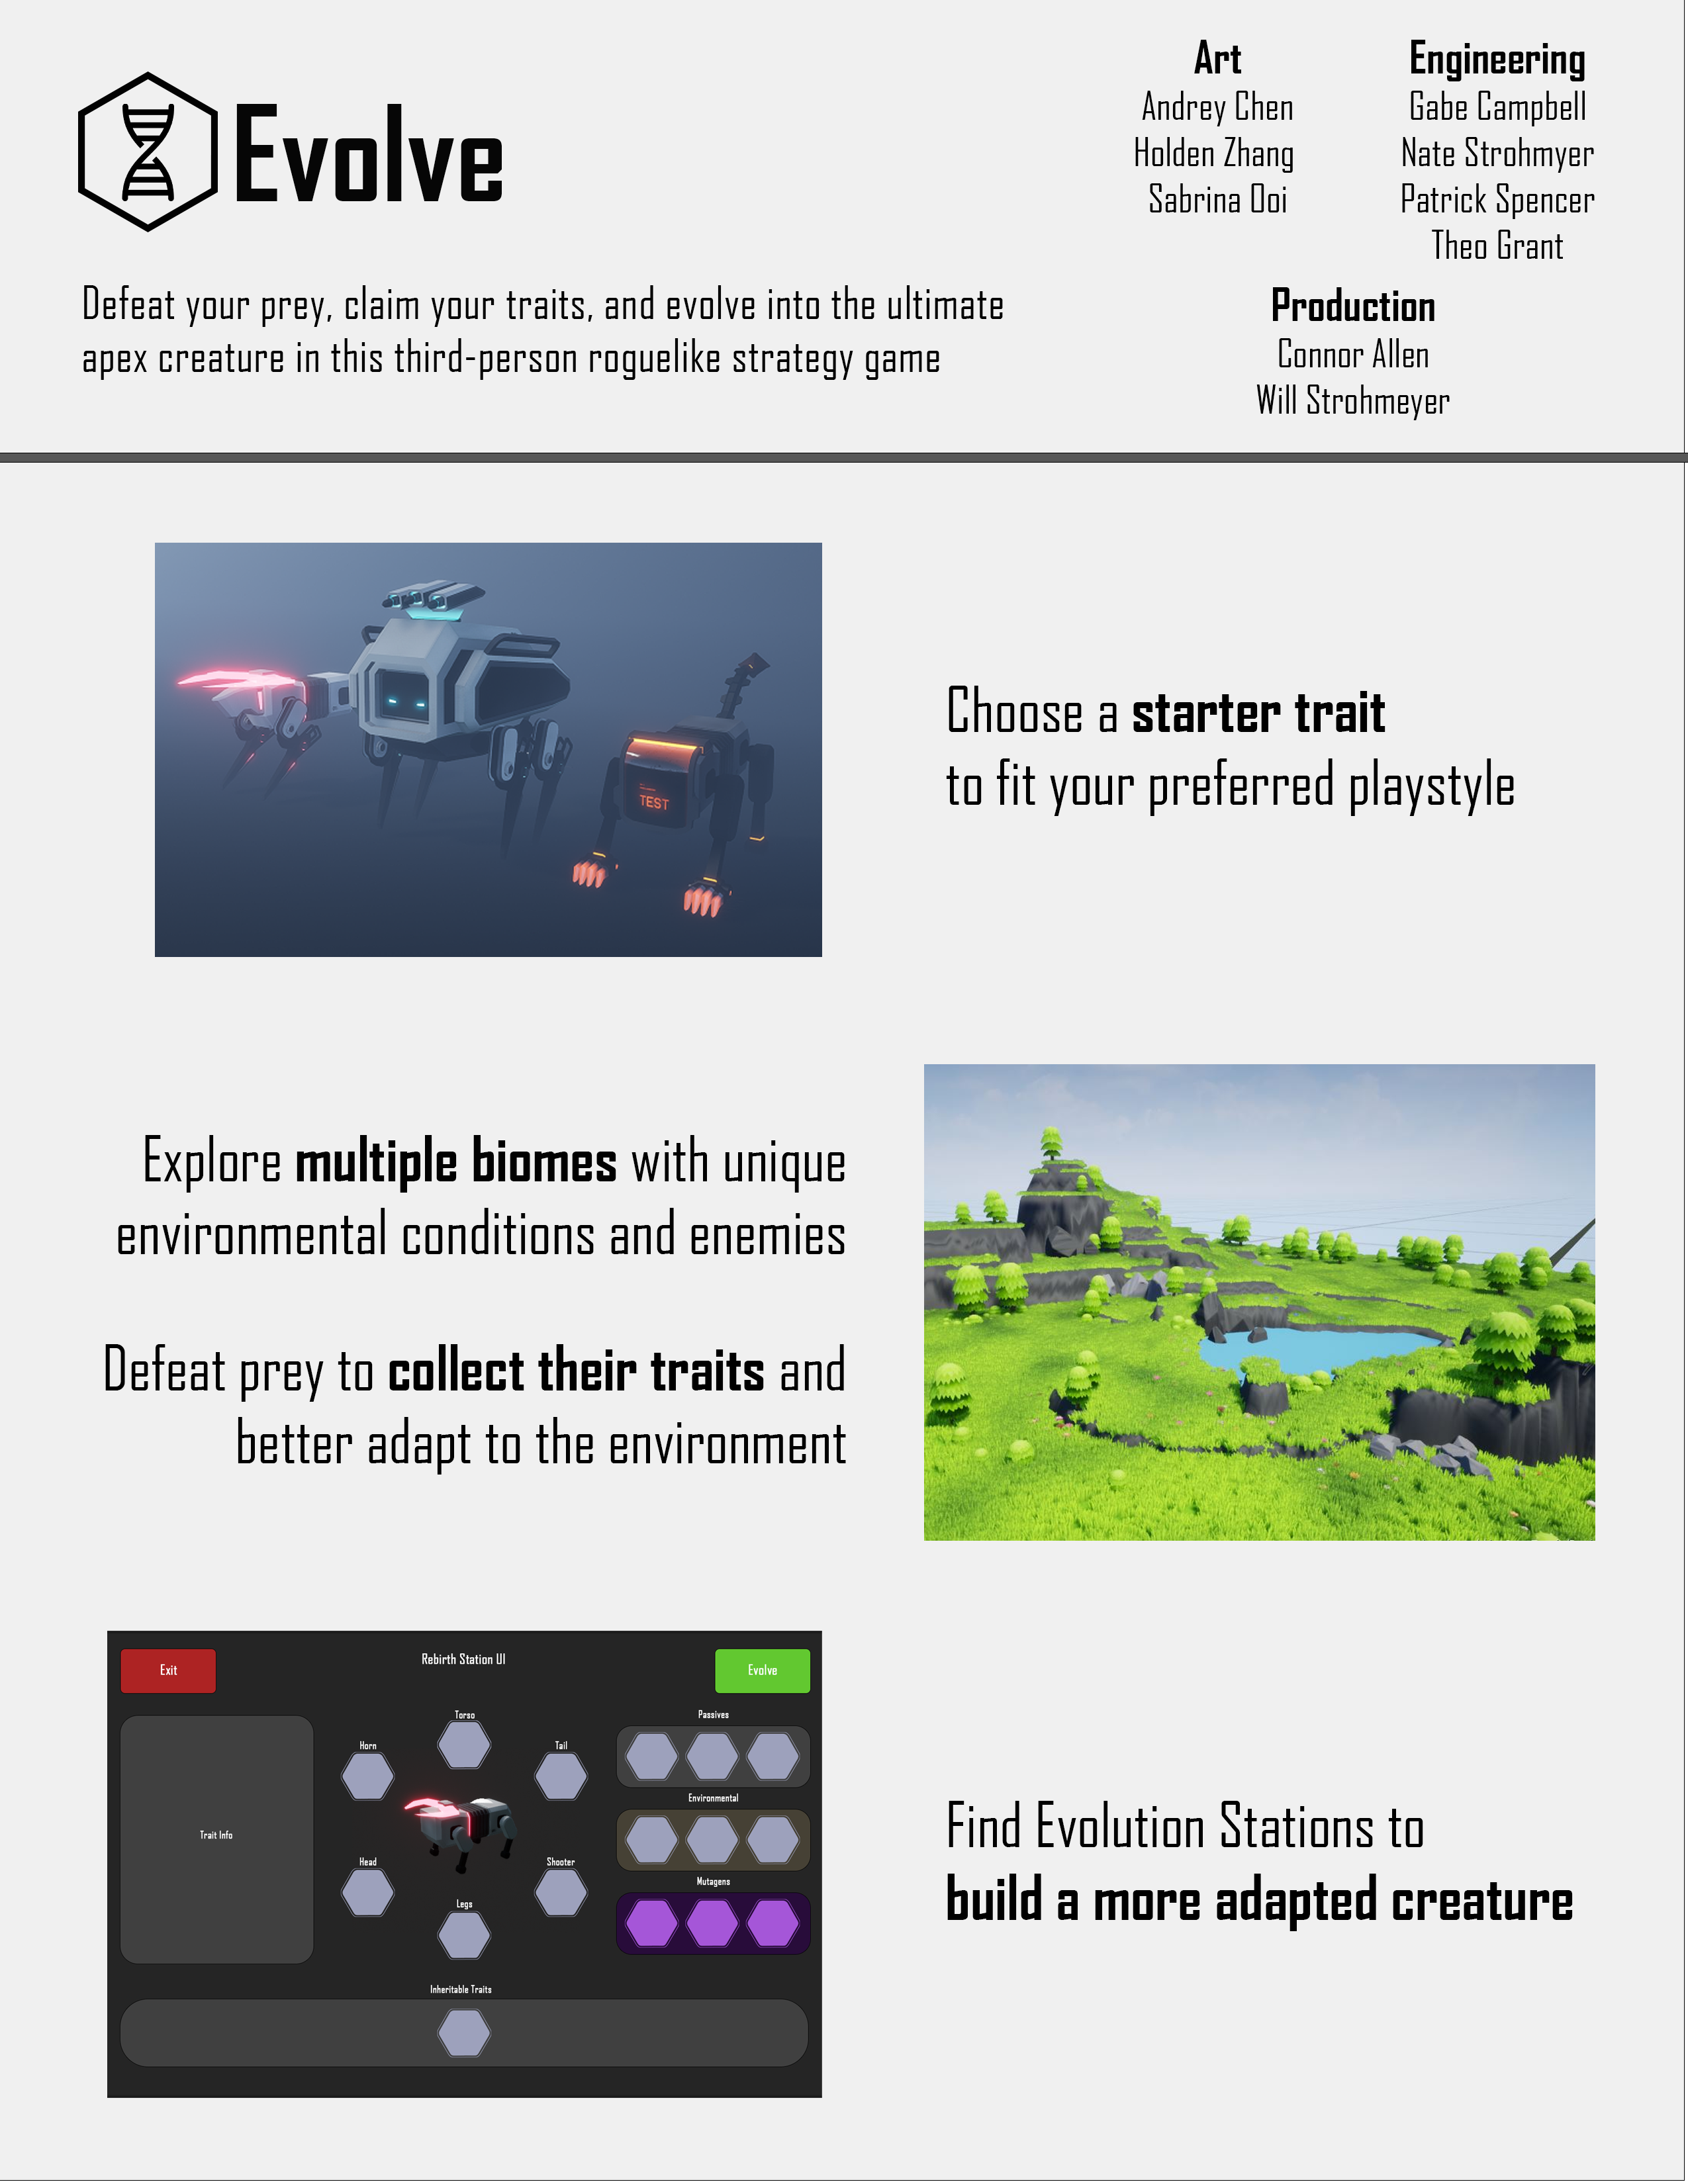 Evolve
Defeat your prey, claim your traits, and evolve into the ultimate
apex creature in this third-person roguelike strategy game
Art
Andrey Chen
Holden Zhang
Sabrina Ooi
Engineering
Gabe Campbell
Nate Strohmyer
Patrick Spencer
Theo Grant
Production
Connor Allen
Will Strohmeyer
TEST
Choose a starter trait
to fit your preferred playstyle
Explore multiple biomes with unique
environmental conditions and enemies
Defeat prey to collect their traits and
better adapt to the environment
Exit
Rebirth Station UI
Evolve
Trait Info
Torso
Horn
Tail
Head
Shooter
Legs
Passives
Environmental
Mutagens
Inheritable Traits
Find Evolution Stations to
build a more adapted creature